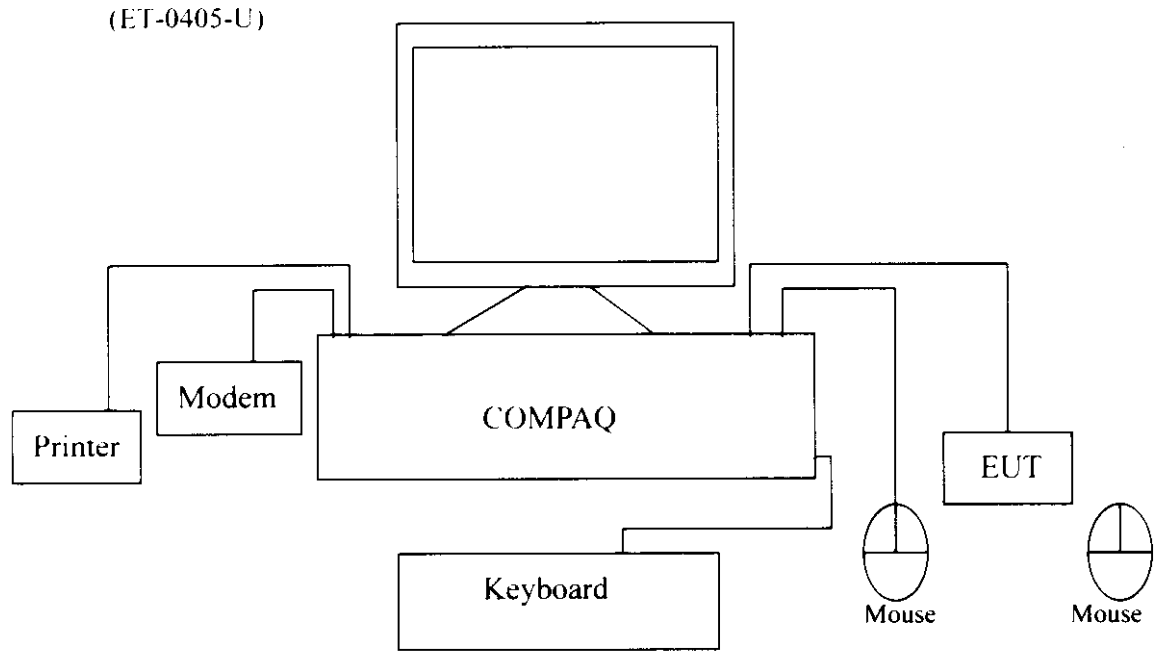 (ET-0405-U)
Modem
COMPAQ
Printer
EUT
Keyboard
Mouse
Mouse